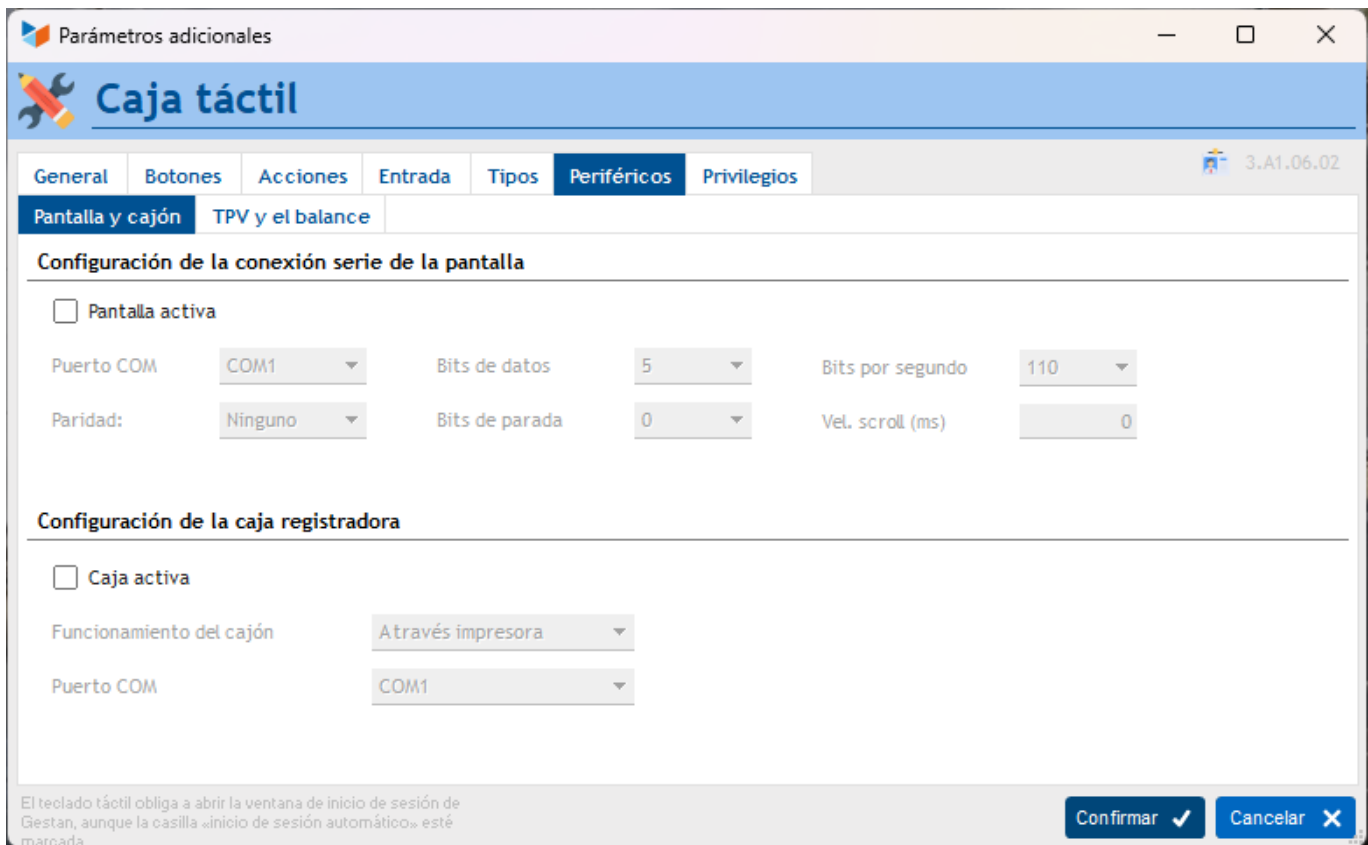 Parámetros adicionales
Caja táctil
General Botones Acciones Entrada Tipos Periféricos Privilegios 3.A1.06.02
Pantalla y cajón TPV y el balance
Configuración de la conexión serie de la pantalla
Pantalla activa
Puerto COM COM1 Bits de datos 5 Bits por segundo 110
Paridad: Ninguno Bits de parada 0 Vel. scroll (ms) 0
Configuración de la caja registradora
Caja activa
Funcionamiento del cajón Através impresora
Puerto COM COM1
El teclado táctil obliga a abrir la ventana de inicio de sesión de
Gestan, aunque la casilla «inicio de sesión automático» esté
marcada
Confirmar Cancelar